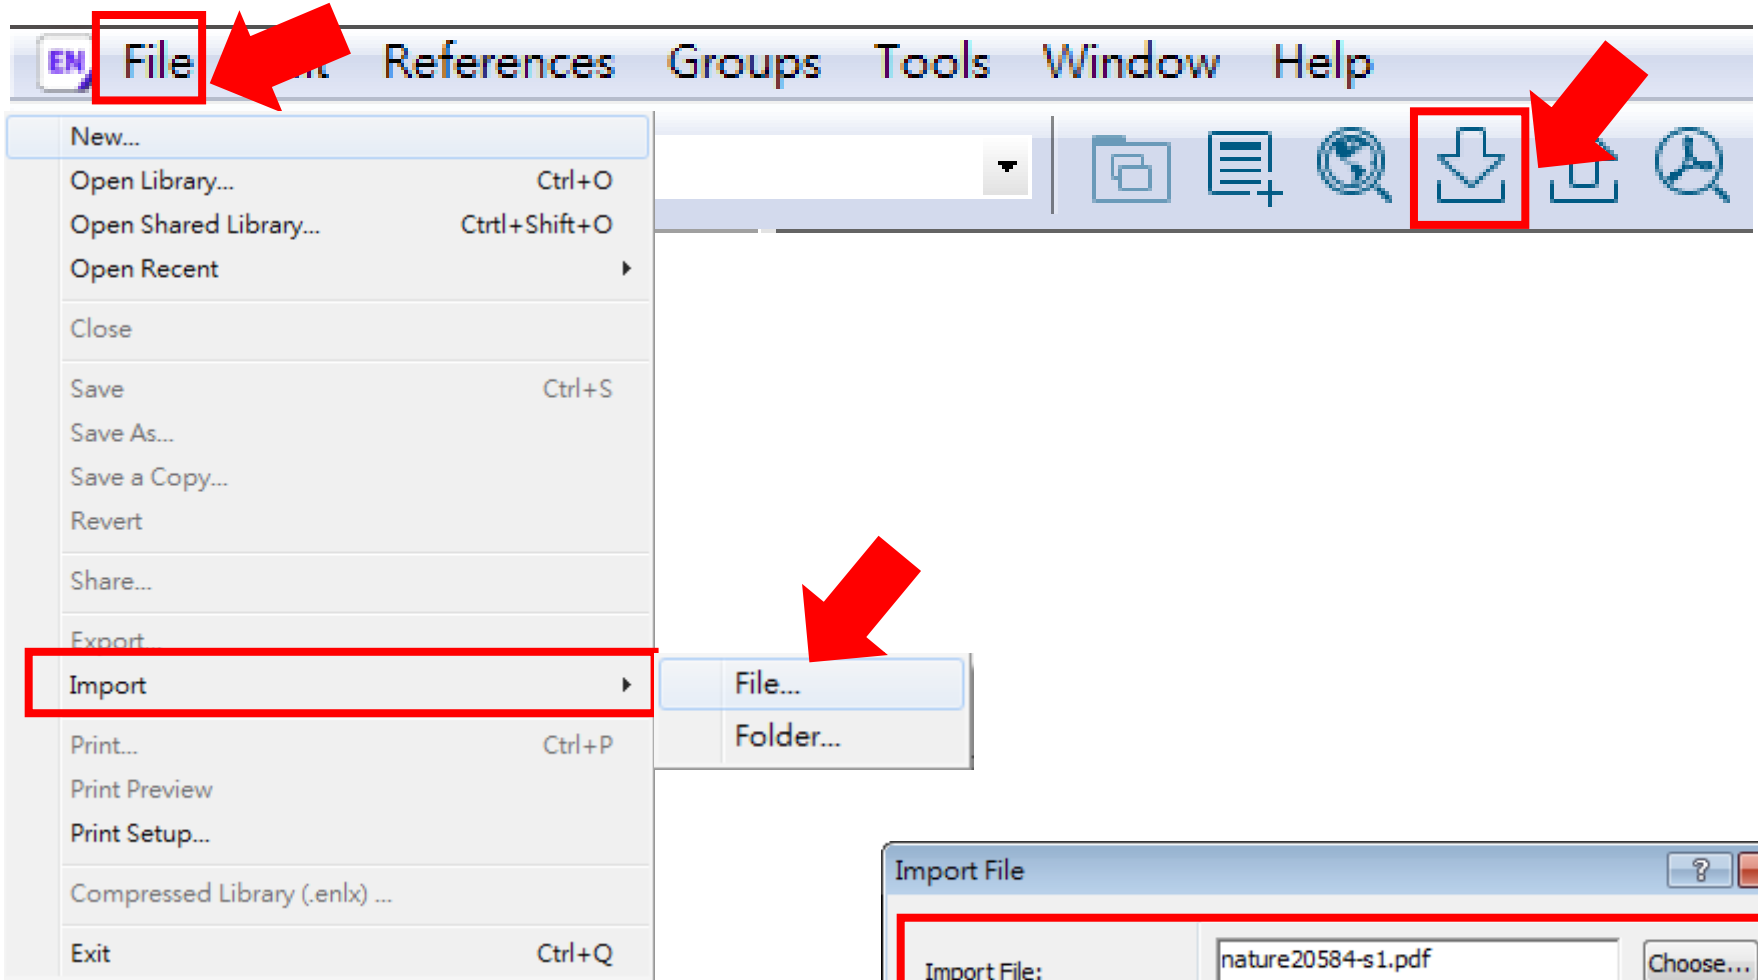 EN File References Groups Tools Window Help
New...
Open Library... Ctrl+O
Open Shared Library... Ctrtl+Shift+O
Open Recent
Close
Save Ctrl+S
Save As...
Save a Copy...
Revert
Share...
Export...
Import
File...
Folder...
Print... Ctrl+P
Print Preview
Print Setup...
Compressed Library (.enlx) ...
Exit Ctrl+Q
Import File
Import File: nature20584-s1.pdf Choose...